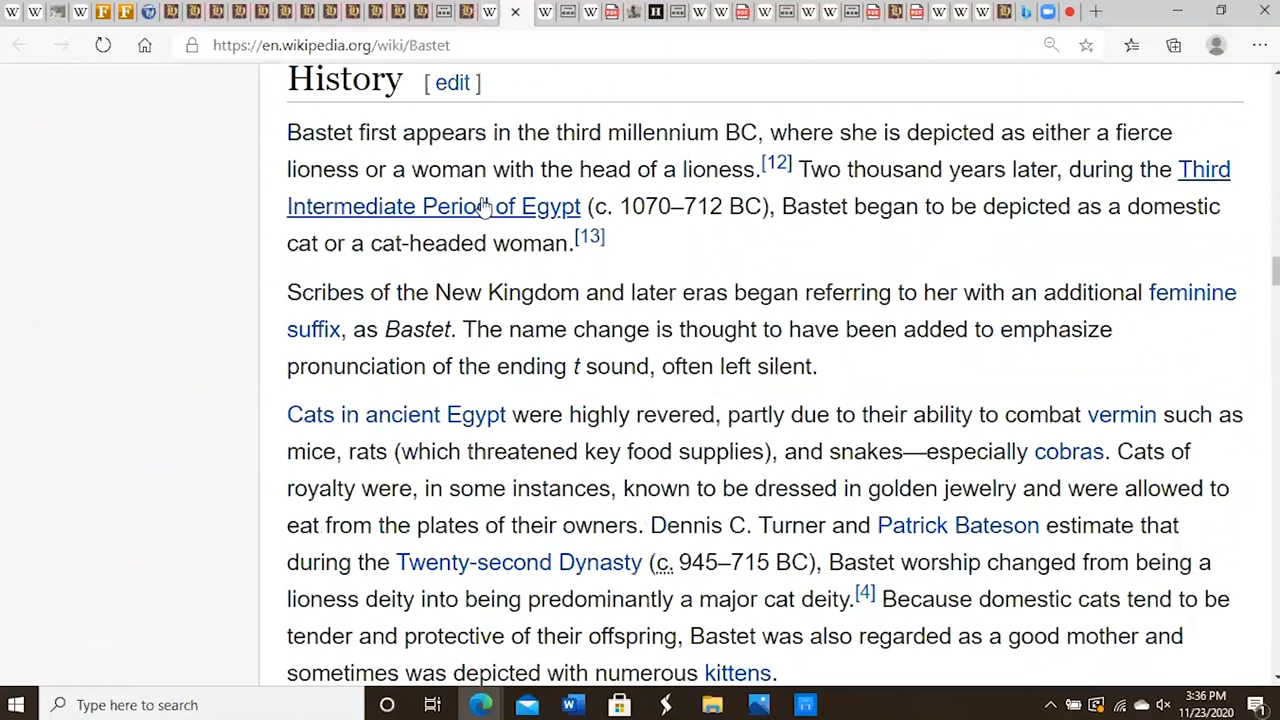 https://en.wikipedia.org/wiki/Bastet
History [ edit ]
Bastet first appears in the third millennium BC, where she is depicted as either a fierce
lioness or a woman with the head of a lioness.[12] Two thousand years later, during the Third
Intermediate Period of Egypt (c. 1070–712 BC), Bastet began to be depicted as a domestic
cat or a cat-headed woman.[13]
Scribes of the New Kingdom and later eras began referring to her with an additional feminine
suffix, as Bastet. The name change is thought to have been added to emphasize
pronunciation of the ending t sound, often left silent.
Cats in ancient Egypt were highly revered, partly due to their ability to combat vermin such as
mice, rats (which threatened key food supplies), and snakes—especially cobras. Cats of
royalty were, in some instances, known to be dressed in golden jewelry and were allowed to
eat from the plates of their owners. Dennis C. Turner and Patrick Bateson estimate that
during the Twenty-second Dynasty (c. 945–715 BC), Bastet worship changed from being a
lioness deity into being predominantly a major cat deity.[4] Because domestic cats tend to be
tender and protective of their offspring, Bastet was also regarded as a good mother and
sometimes was depicted with numerous kittens.
Type here to search
3:36 PM
11/23/2020